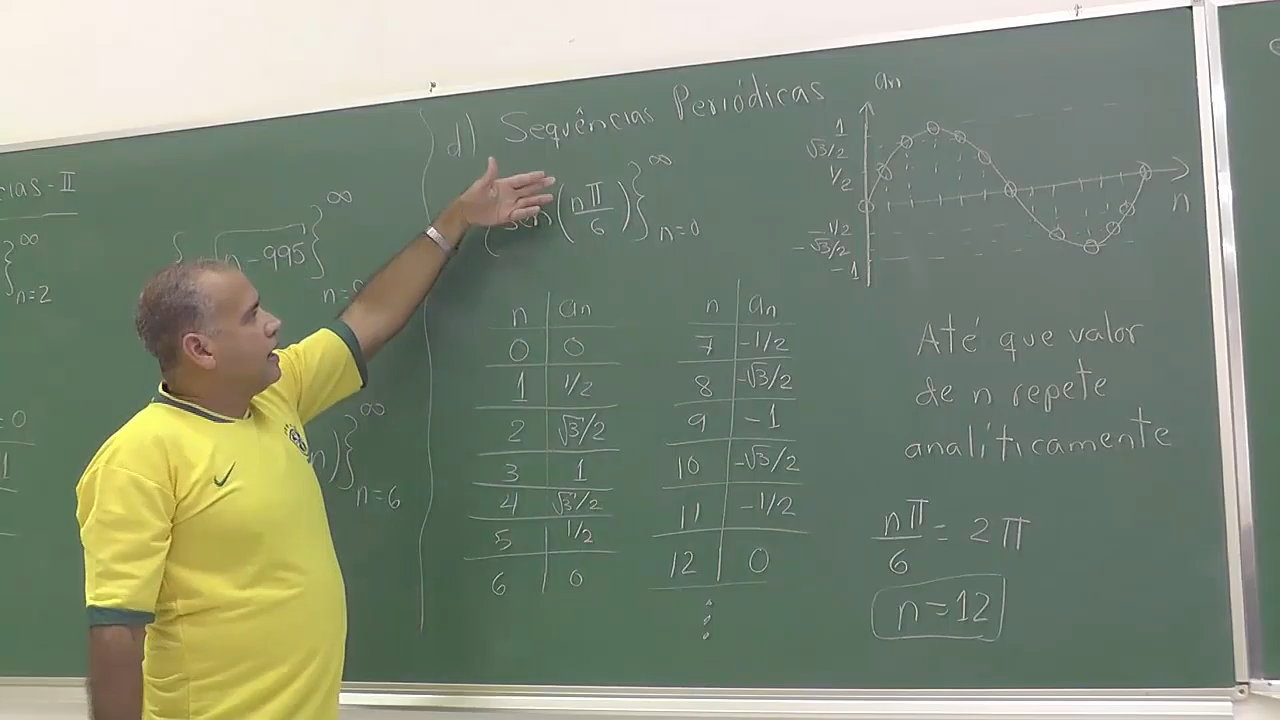 d) Sequências Periódicas
sen(nπ/6)}∞ n=0
n | an
0 | 0
1 | 1/2
2 | √3/2
3 | 1
4 | √3/2
5 | 1/2
6 | 0
n | an
7 | -1/2
8 | -√3/2
9 | -1
10 | -√3/2
11 | -1/2
12 | 0
⋮
an
1
√3/2
1/2
-1/2
-√3/2
-1
n
Até que valor
de n repete
analíticamente
nπ/6 = 2π
n=12
ias-II
}∞ n=2
{√n-995}∞
n)}∞ n=6